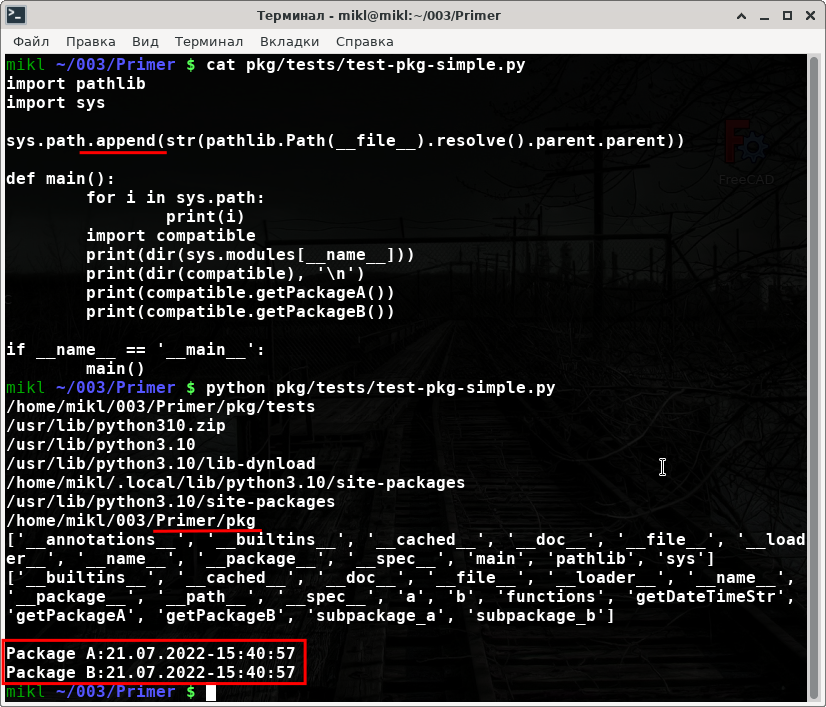 Терминал - mikl@mikl:~/003/Primer
Файл Правка Вид Терминал Вкладки Справка
mikl ~/003/Primer $ cat pkg/tests/test-pkg-simple.py
import pathlib
import sys
sys.path.append(str(pathlib.Path(__file__).resolve().parent.parent))
FreeCAD
def main():
        for i in sys.path:
                print(i)
        import compatible
        print(dir(sys.modules[__name__]))
        print(dir(compatible), '\n')
        print(compatible.getPackageA())
        print(compatible.getPackageB())
if __name__ == '__main__':
        main()
mikl ~/003/Primer $ python pkg/tests/test-pkg-simple.py
/home/mikl/003/Primer/pkg/tests
/usr/lib/python310.zip
/usr/lib/python3.10
/usr/lib/python3.10/lib-dynload
/home/mikl/.local/lib/python3.10/site-packages
/usr/lib/python3.10/site-packages
/home/mikl/003/Primer/pkg
['__annotations__', '__builtins__', '__cached__', '__doc__', '__file__', '__load
er__', '__name__', '__package__', '__spec__', 'main', 'pathlib', 'sys']
['__builtins__', '__cached__', '__doc__', '__file__', '__loader__', '__name__',
'__package__', '__path__', '__spec__', 'a', 'b', 'functions', 'getDateTimeStr',
'getPackageA', 'getPackageB', 'subpackage_a', 'subpackage_b']
Package A:21.07.2022-15:40:57
Package B:21.07.2022-15:40:57
mikl ~/003/Primer $